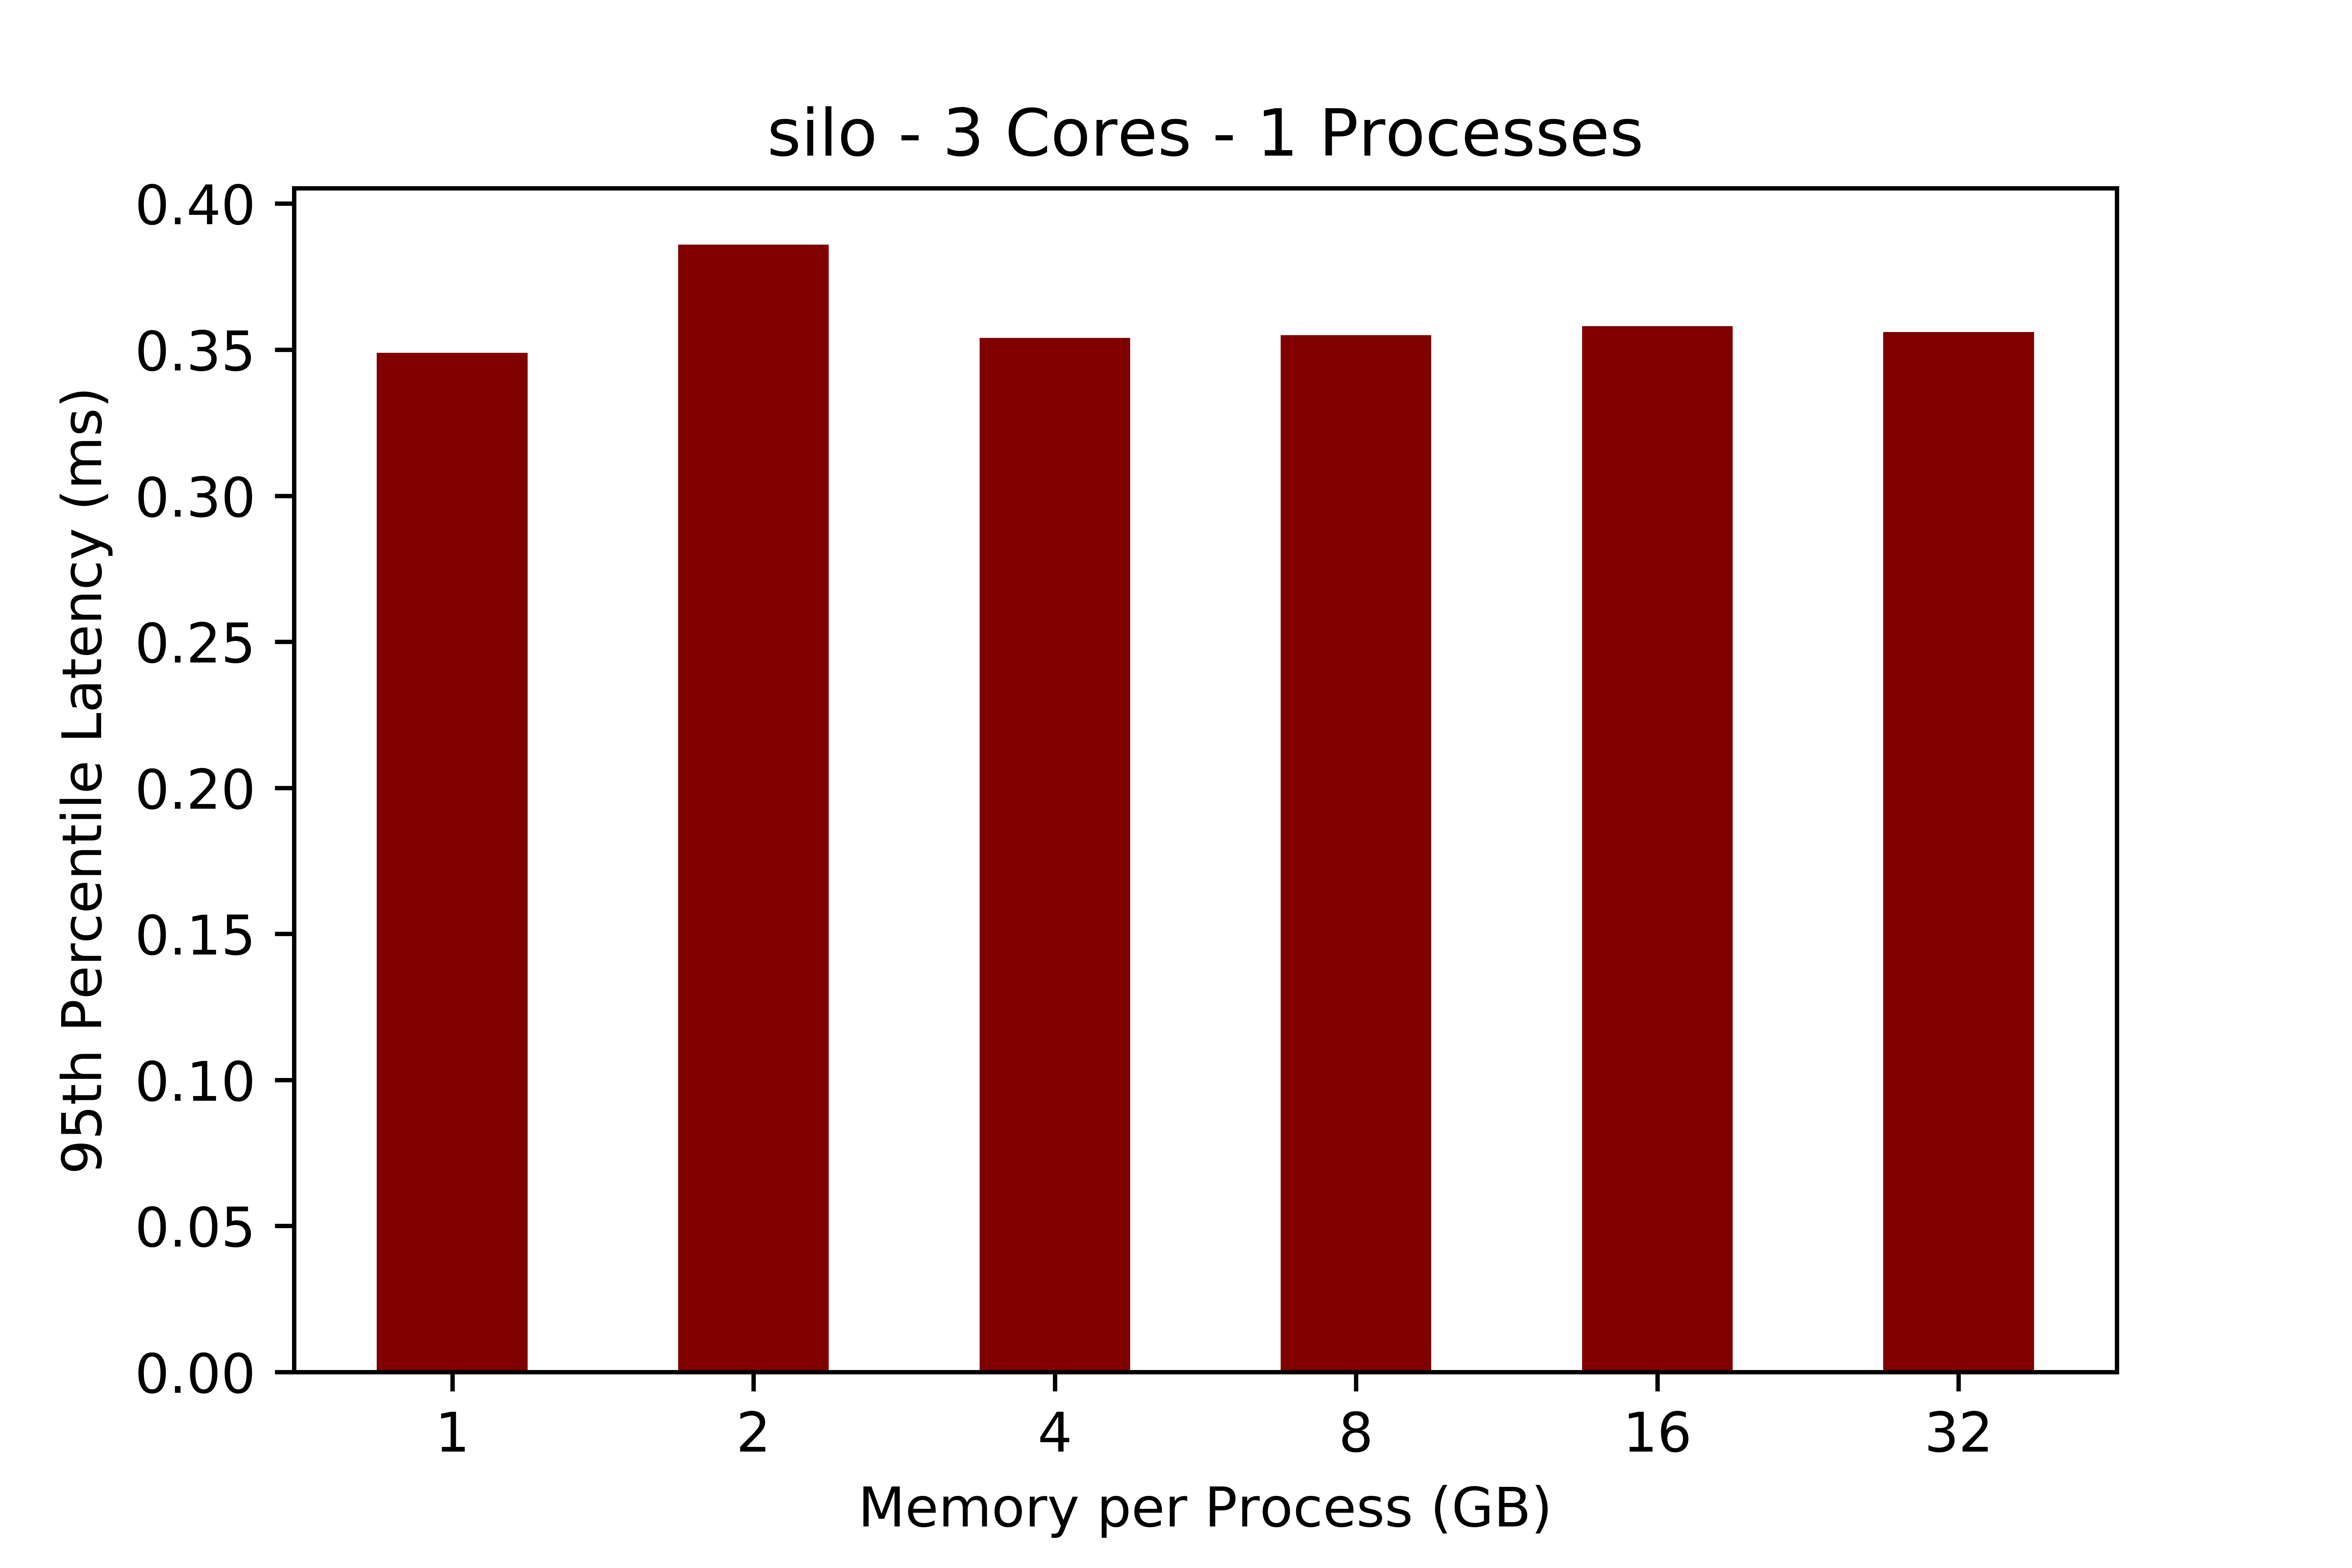 silo - 3 Cores - 1 Processes
95th Percentile Latency (ms)
0.40
0.35
0.30
0.25
0.20
0.15
0.10
0.05
0.00
1 2 4 8 16 32
Memory per Process (GB)